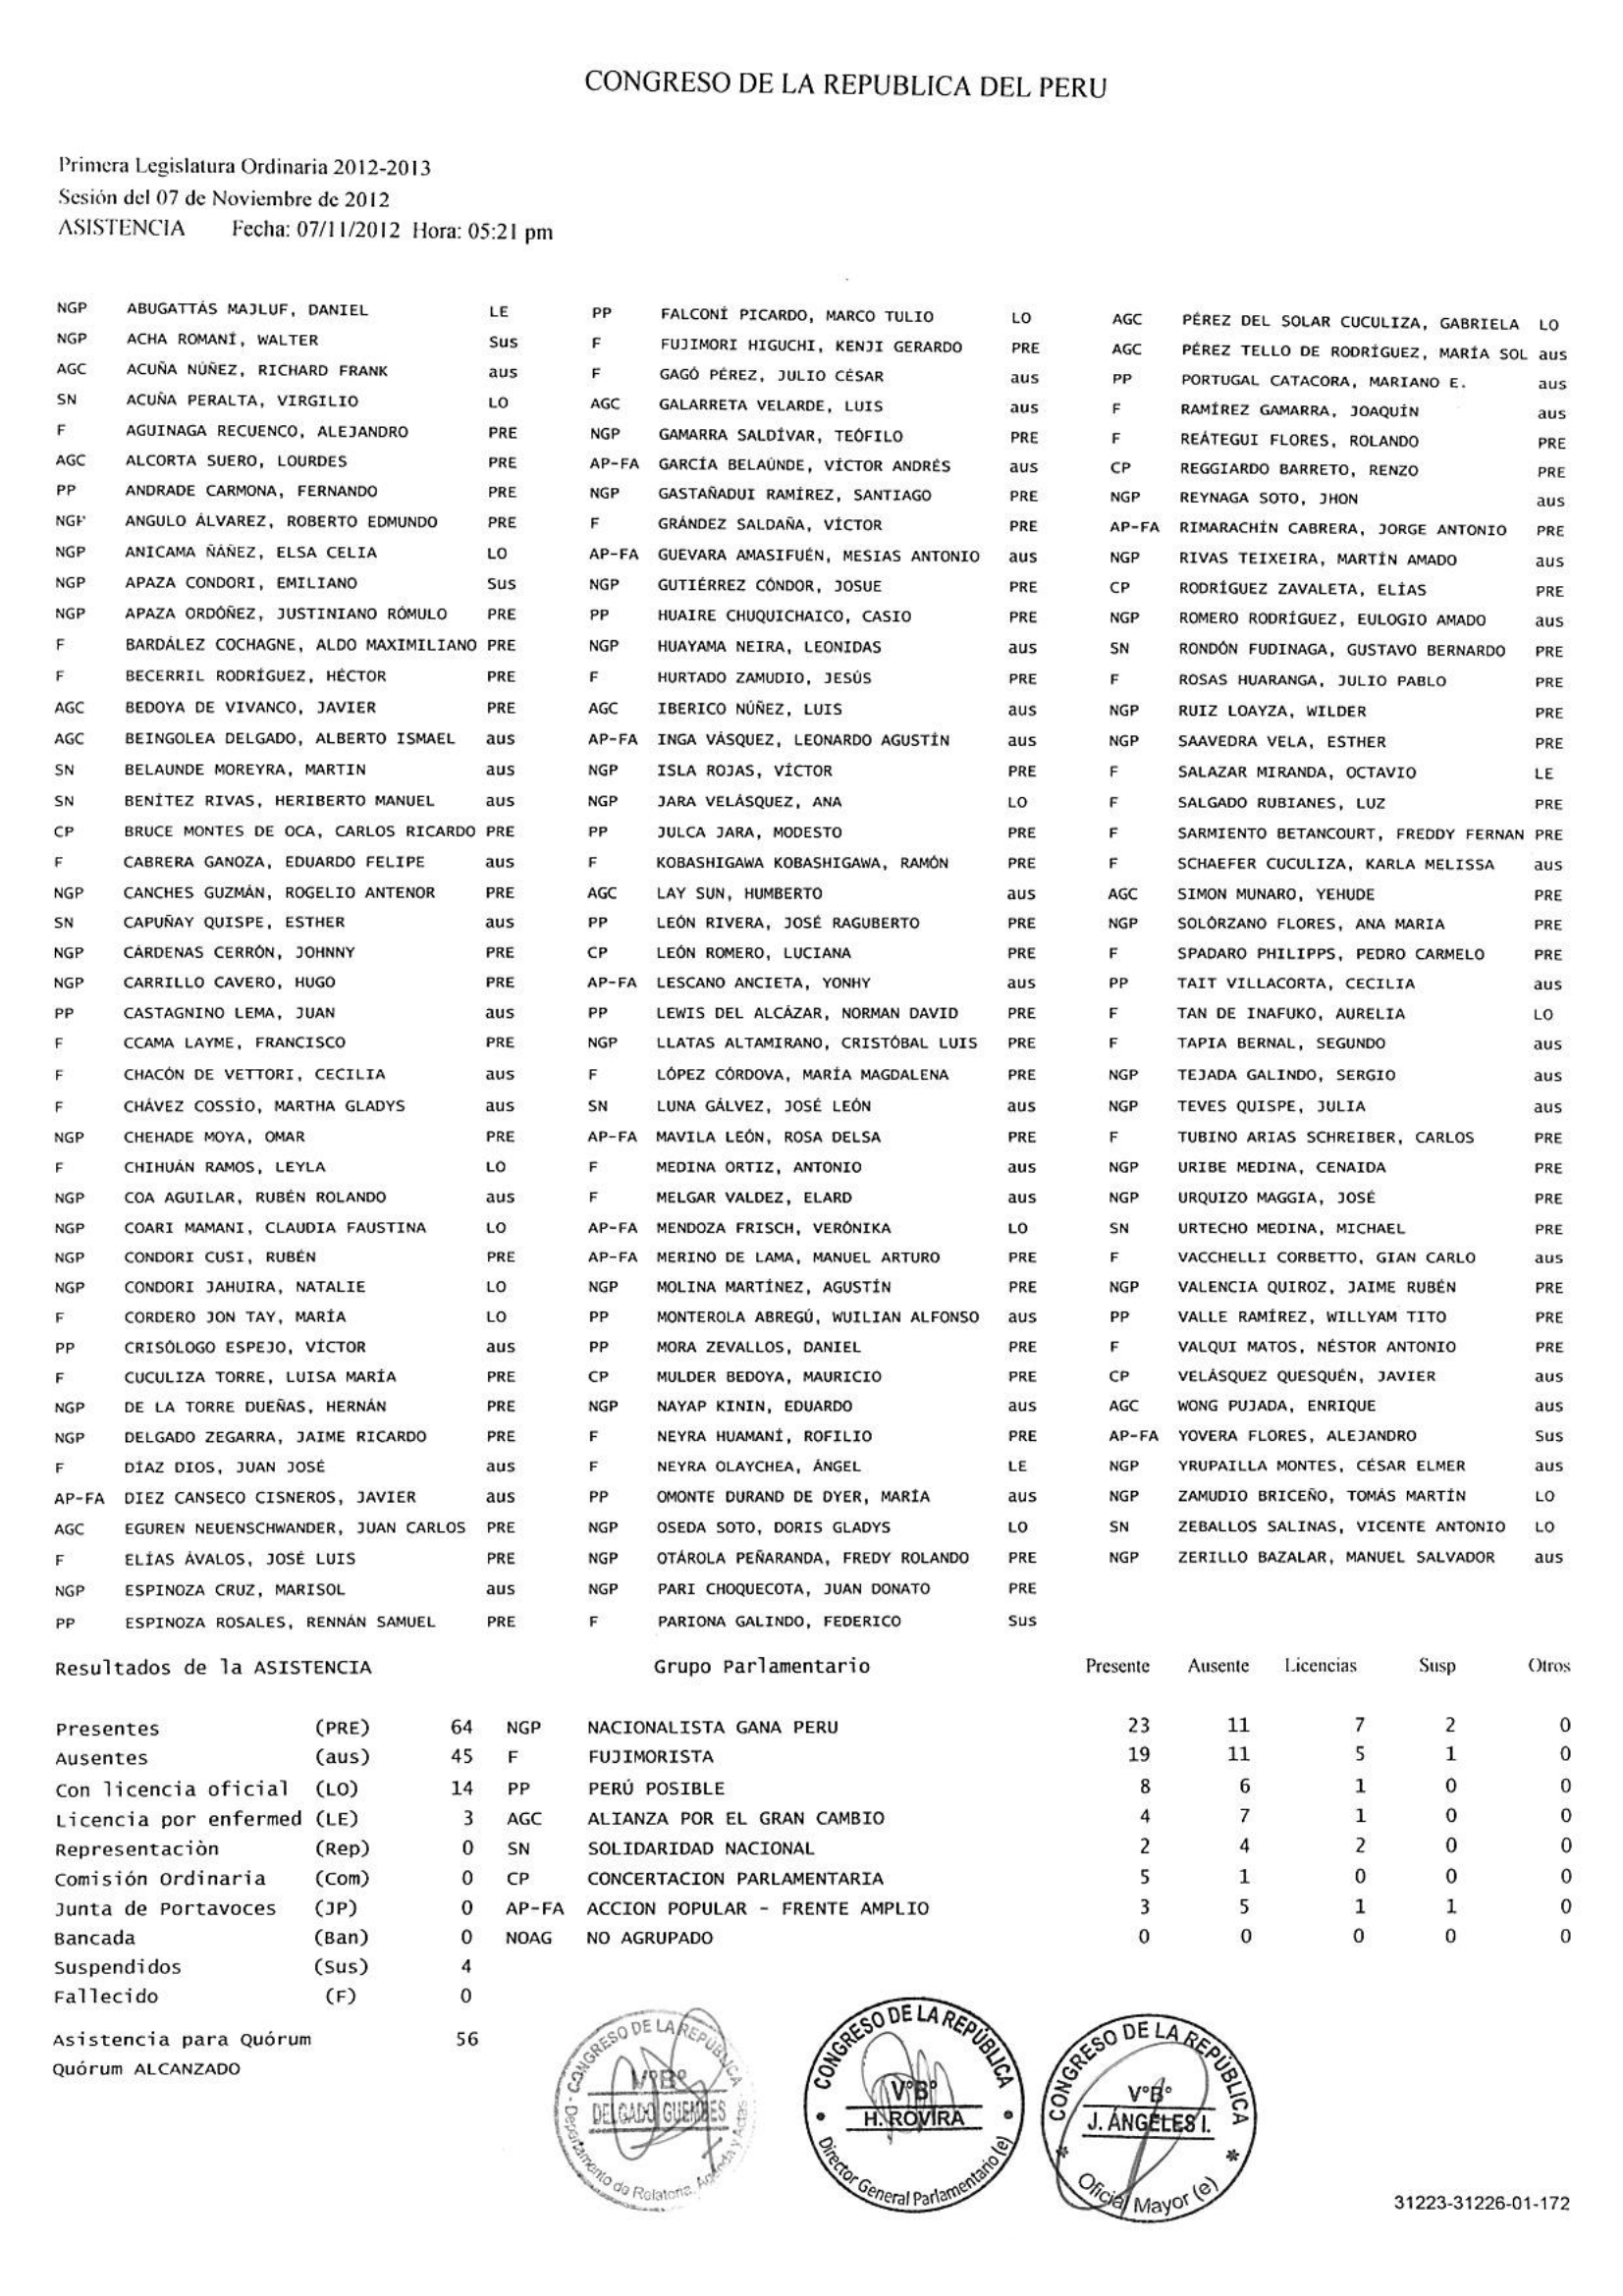 CONGRESO DE LA REPUBLICA DEL PERU
Primera Legislatura Ordinaria 2012-2013
Sesión del 07 de Noviembre de 2012
ASISTENCIA Fecha: 07/11/2012 Hora: 05:21 pm
NGP ABUGATTÁS MAJLUF, DANIEL LE
NGP ACHA ROMANÍ, WALTER Sus
AGC ACUÑA NÚÑEZ, RICHARD FRANK aus
SN ACUÑA PERALTA, VIRGILIO LO
F AGUINAGA RECUENCO, ALEJANDRO PRE
AGC ALCORTA SUERO, LOURDES PRE
PP ANDRADE CARMONA, FERNANDO PRE
NGP ANGULO ÁLVAREZ, ROBERTO EDMUNDO PRE
NGP ANICAMA ÑÁÑEZ, ELSA CELIA LO
NGP APAZA CONDORI, EMILIANO Sus
NGP APAZA ORDÓÑEZ, JUSTINIANO RÓMULO PRE
F BARDÁLEZ COCHAGNE, ALDO MAXIMILIANO PRE
F BECERRIL RODRÍGUEZ, HÉCTOR PRE
AGC BEDOYA DE VIVANCO, JAVIER PRE
AGC BEINGOLEA DELGADO, ALBERTO ISMAEL aus
SN BELAUNDE MOREYRA, MARTIN aus
SN BENÍTEZ RIVAS, HERIBERTO MANUEL aus
CP BRUCE MONTES DE OCA, CARLOS RICARDO PRE
F CABRERA GANOZA, EDUARDO FELIPE aus
NGP CANCHES GUZMÁN, ROGELIO ANTENOR PRE
SN CAPUÑAY QUISPE, ESTHER aus
NGP CÁRDENAS CERRÓN, JOHNNY PRE
NGP CARRILLO CAVERO, HUGO PRE
PP CASTAGNINO LEMA, JUAN aus
F CCAMA LAYME, FRANCISCO PRE
F CHACÓN DE VETTORI, CECILIA aus
F CHÁVEZ COSSÍO, MARTHA GLADYS aus
NGP CHEHADE MOYA, OMAR PRE
F CHIHUÁN RAMOS, LEYLA LO
NGP COA AGUILAR, RUBÉN ROLANDO aus
NGP COARI MAMANI, CLAUDIA FAUSTINA LO
NGP CONDORI CUSI, RUBÉN PRE
NGP CONDORI JAHUIRA, NATALIE LO
F CORDERO JON TAY, MARÍA LO
PP CRISÓLOGO ESPEJO, VÍCTOR aus
F CUCULIZA TORRE, LUISA MARÍA PRE
NGP DE LA TORRE DUEÑAS, HERNÁN PRE
NGP DELGADO ZEGARRA, JAIME RICARDO PRE
F DÍAZ DIOS, JUAN JOSÉ aus
AP-FA DIEZ CANSECO CISNEROS, JAVIER aus
AGC EGUREN NEUENSCHWANDER, JUAN CARLOS PRE
F ELÍAS ÁVALOS, JOSÉ LUIS PRE
NGP ESPINOZA CRUZ, MARISOL aus
PP ESPINOZA ROSALES, RENNÁN SAMUEL PRE
PP FALCONÍ PICARDO, MARCO TULIO LO
F FUJIMORI HIGUCHI, KENJI GERARDO PRE
F GAGÓ PÉREZ, JULIO CÉSAR aus
AGC GALARRETA VELARDE, LUIS aus
NGP GAMARRA SALDÍVAR, TEÓFILO PRE
AP-FA GARCÍA BELAÚNDE, VÍCTOR ANDRÉS aus
NGP GASTAÑADUI RAMÍREZ, SANTIAGO PRE
F GRÁNDEZ SALDAÑA, VÍCTOR PRE
AP-FA GUEVARA AMASIFUÉN, MESIAS ANTONIO aus
NGP GUTIÉRREZ CÓNDOR, JOSUE PRE
PP HUAIRE CHUQUICHAICO, CASIO PRE
NGP HUAYAMA NEIRA, LEONIDAS aus
F HURTADO ZAMUDIO, JESÚS PRE
AGC IBERICO NÚÑEZ, LUIS aus
AP-FA INGA VÁSQUEZ, LEONARDO AGUSTÍN aus
NGP ISLA ROJAS, VÍCTOR PRE
NGP JARA VELÁSQUEZ, ANA LO
PP JULCA JARA, MODESTO PRE
F KOBASHIGAWA KOBASHIGAWA, RAMÓN PRE
AGC LAY SUN, HUMBERTO aus
PP LEÓN RIVERA, JOSÉ RAGUBERTO PRE
CP LEÓN ROMERO, LUCIANA PRE
AP-FA LESCANO ANCIETA, YONHY aus
PP LEWIS DEL ALCÁZAR, NORMAN DAVID PRE
NGP LLATAS ALTAMIRANO, CRISTÓBAL LUIS PRE
F LÓPEZ CÓRDOVA, MARÍA MAGDALENA PRE
SN LUNA GÁLVEZ, JOSÉ LEÓN aus
AP-FA MAVILA LEÓN, ROSA DELSA PRE
F MEDINA ORTIZ, ANTONIO aus
F MELGAR VALDEZ, ELARD aus
AP-FA MENDOZA FRISCH, VERÓNIKA LO
AP-FA MERINO DE LAMA, MANUEL ARTURO PRE
NGP MOLINA MARTÍNEZ, AGUSTÍN PRE
PP MONTEROLA ABREGÚ, WUILIAN ALFONSO aus
PP MORA ZEVALLOS, DANIEL PRE
CP MULDER BEDOYA, MAURICIO PRE
NGP NAYAP KININ, EDUARDO aus
F NEYRA HUAMANÍ, ROFILIO PRE
F NEYRA OLAYCHEA, ÁNGEL LE
PP OMONTE DURAND DE DYER, MARÍA aus
NGP OSEDA SOTO, DORIS GLADYS LO
NGP OTÁROLA PEÑARANDA, FREDY ROLANDO PRE
NGP PARI CHOQUECOTA, JUAN DONATO PRE
F PARIONA GALINDO, FEDERICO Sus
AGC PÉREZ DEL SOLAR CUCULIZA, GABRIELA LO
AGC PÉREZ TELLO DE RODRÍGUEZ, MARÍA SOL aus
PP PORTUGAL CATACORA, MARIANO E. aus
F RAMÍREZ GAMARRA, JOAQUÍN aus
F REÁTEGUI FLORES, ROLANDO PRE
CP REGGIARDO BARRETO, RENZO PRE
NGP REYNAGA SOTO, JHON aus
AP-FA RIMARACHÍN CABRERA, JORGE ANTONIO PRE
NGP RIVAS TEIXEIRA, MARTÍN AMADO aus
CP RODRÍGUEZ ZAVALETA, ELÍAS PRE
NGP ROMERO RODRÍGUEZ, EULOGIO AMADO aus
SN RONDÓN FUDINAGA, GUSTAVO BERNARDO PRE
F ROSAS HUARANGA, JULIO PABLO PRE
NGP RUIZ LOAYZA, WILDER PRE
NGP SAAVEDRA VELA, ESTHER PRE
F SALAZAR MIRANDA, OCTAVIO LE
F SALGADO RUBIANES, LUZ PRE
F SARMIENTO BETANCOURT, FREDDY FERNAN PRE
F SCHAEFER CUCULIZA, KARLA MELISSA aus
AGC SIMON MUNARO, YEHUDE PRE
NGP SOLÓRZANO FLORES, ANA MARIA PRE
F SPADARO PHILIPPS, PEDRO CARMELO PRE
PP TAIT VILLACORTA, CECILIA aus
F TAN DE INAFUKO, AURELIA LO
F TAPIA BERNAL, SEGUNDO aus
NGP TEJADA GALINDO, SERGIO aus
NGP TEVES QUISPE, JULIA aus
F TUBINO ARIAS SCHREIBER, CARLOS PRE
NGP URIBE MEDINA, CENAIDA PRE
NGP URQUIZO MAGGIA, JOSÉ PRE
SN URTECHO MEDINA, MICHAEL PRE
F VACCHELLI CORBETTO, GIAN CARLO aus
NGP VALENCIA QUIROZ, JAIME RUBÉN PRE
PP VALLE RAMÍREZ, WILLYAM TITO PRE
F VALQUI MATOS, NÉSTOR ANTONIO PRE
CP VELÁSQUEZ QUESQUÉN, JAVIER aus
AGC WONG PUJADA, ENRIQUE aus
AP-FA YOVERA FLORES, ALEJANDRO Sus
NGP YRUPAILLA MONTES, CÉSAR ELMER aus
NGP ZAMUDIO BRICEÑO, TOMÁS MARTÍN LO
SN ZEBALLOS SALINAS, VICENTE ANTONIO LO
NGP ZERILLO BAZALAR, MANUEL SALVADOR aus
Resultados de la ASISTENCIA
Presentes (PRE) 64
Ausentes (aus) 45
Con licencia oficial (LO) 14
Licencia por enfermed (LE) 3
Representaciòn (Rep) 0
Comisión Ordinaria (Com) 0
Junta de Portavoces (JP) 0
Bancada (Ban) 0
Suspendidos (Sus) 4
Fallecido (F) 0
Asistencia para Quórum 56
Quórum ALCANZADO
Grupo Parlamentario Presente Ausente Licencias Susp Otros
NGP NACIONALISTA GANA PERU 23 11 7 2 0
F FUJIMORISTA 19 11 5 1 0
PP PERÚ POSIBLE 8 6 1 0 0
AGC ALIANZA POR EL GRAN CAMBIO 4 7 1 0 0
SN SOLIDARIDAD NACIONAL 2 4 2 0 0
CP CONCERTACION PARLAMENTARIA 5 1 0 0 0
AP-FA ACCION POPULAR - FRENTE AMPLIO 3 5 1 1 0
NOAG NO AGRUPADO 0 0 0 0 0
CONGRESO DE LA REPÚBLICA
V°B°
DELGADO GUEMBES
Departamento de Relatoria, Agenda y Actas
CONGRESO DE LA REPÚBLICA
V°B°
H. ROVIRA
Director General Parlamentario (e)
CONGRESO DE LA REPÚBLICA
V°B°
J. ÁNGELES I.
Oficial Mayor (e)
31223-31226-01-172